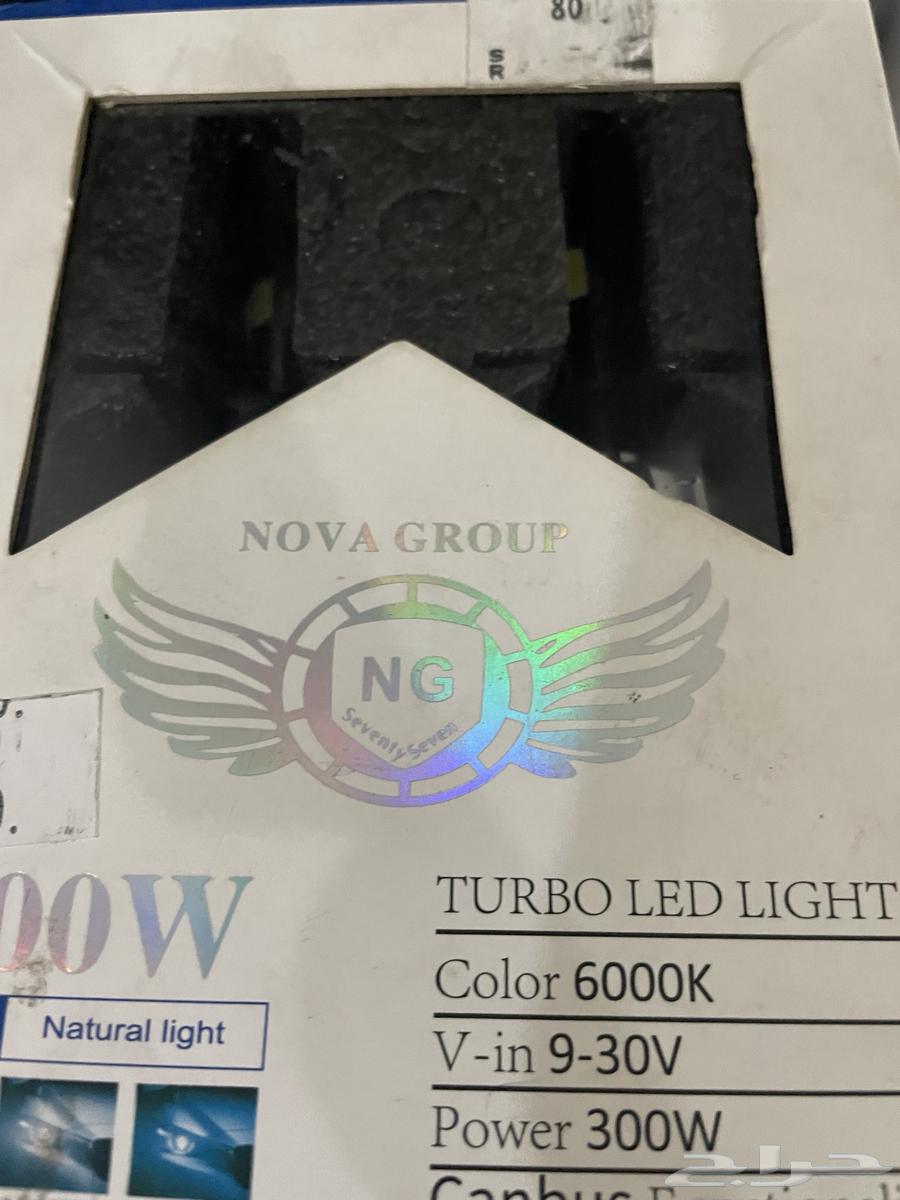 80
SR
NOVA GROUP
NG
Seventy Seven
00W
TURBO LED LIGHT
Color 6000K
V-in 9-30V
Natural light
Power 300W
Canbus
حراج